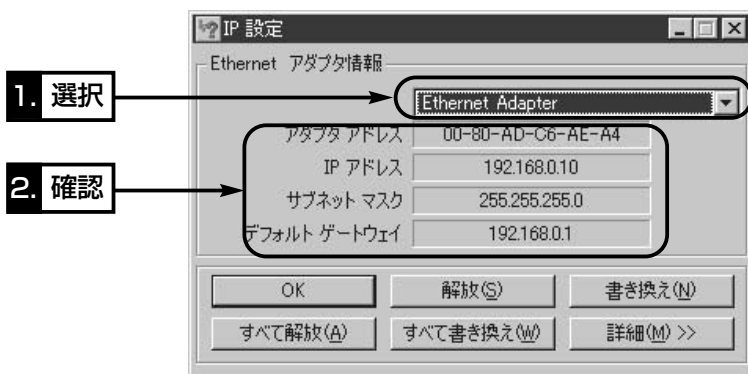 IP 設定
Ethernet アダプタ情報
1. 選択
Ethernet Adapter
アダプタ アドレス 00-80-AD-C6-AE-A4
2. 確認
IP アドレス 192.168.0.10
サブネット マスク 255.255.255.0
デフォルト ゲートウェイ 192.168.0.1
OK 解放(S) 書き換え(N)
すべて解放(A) すべて書き換え(W) 詳細(M) >>